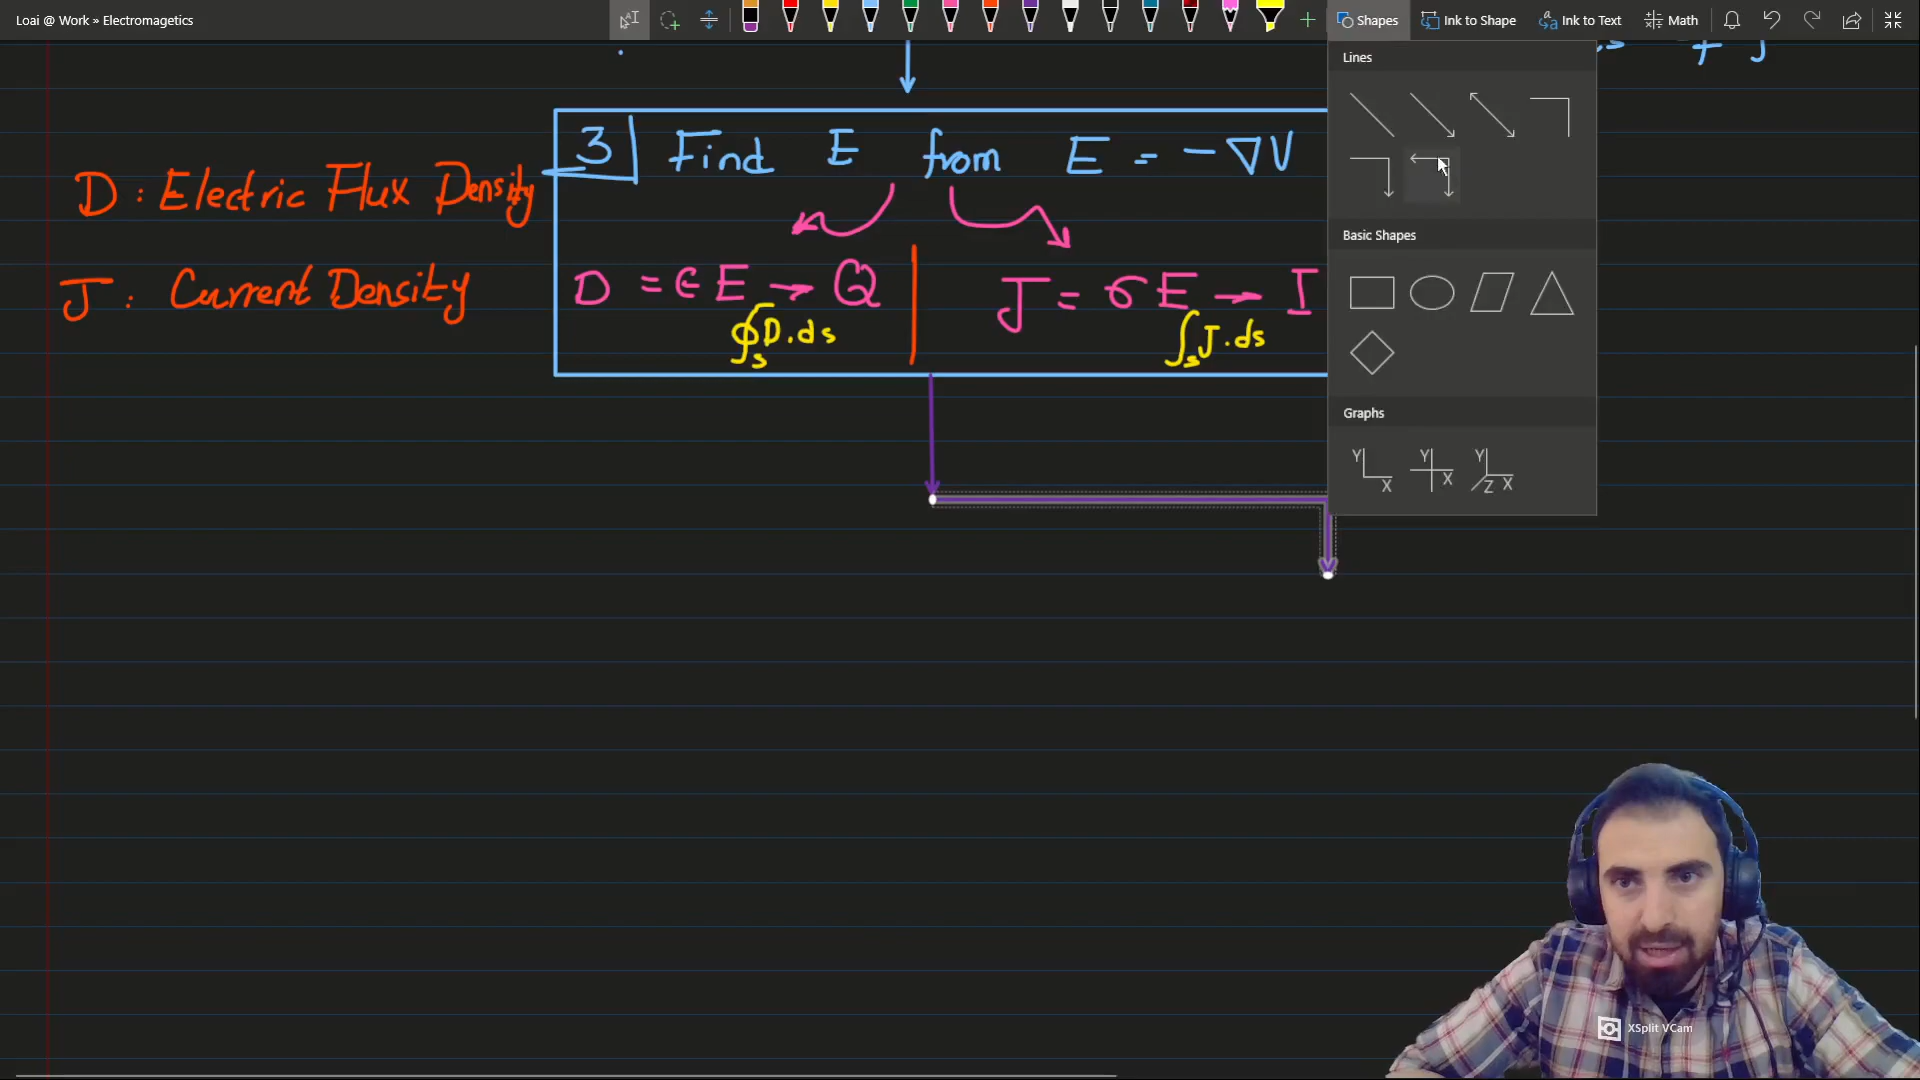 Loai @ Work » Electromagetics
Shapes
Ink to Shape
Ink to Text
Math
Lines
3 Find E from E = -∇V
D : Electric Flux Density
J : Current Density
D = ϵE → Q
∮s D.ds
J = σE → I
∫s J.ds
Basic Shapes
Graphs
Y X
Y X
Y Z X
XSplit VCam